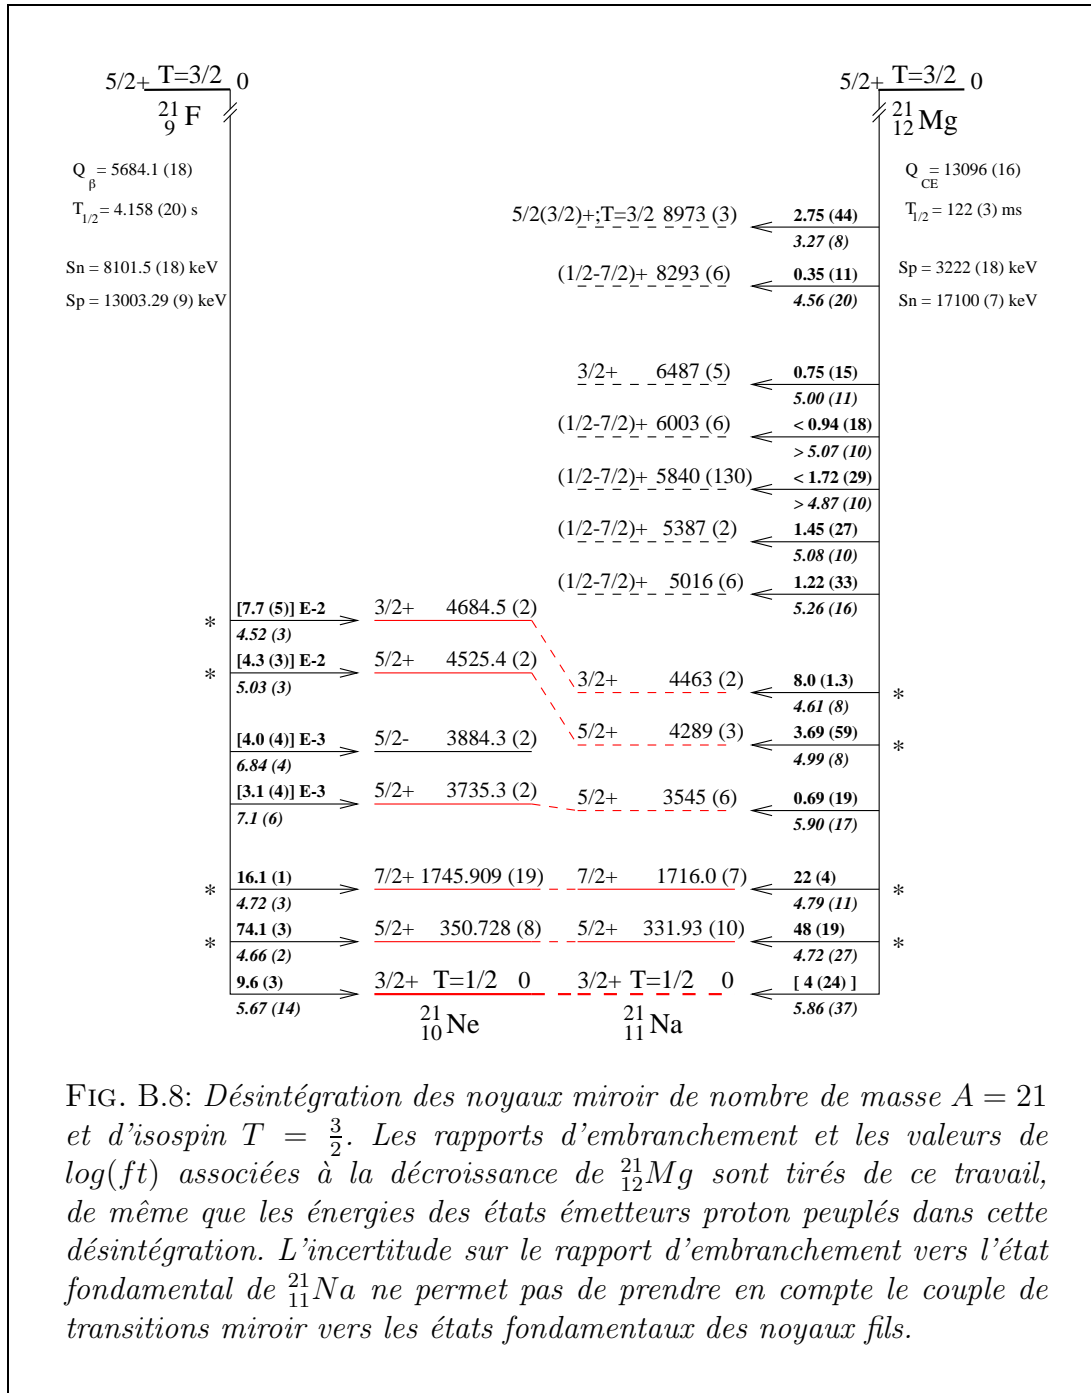 5/2+ T=3/2 0
21 9 F
Q β = 5684.1 (18)
T 1/2 = 4.158 (20) s
Sn = 8101.5 (18) keV
Sp = 13003.29 (9) keV
5/2+ T=3/2 0
21 12 Mg
Q CE = 13096 (16)
T 1/2 = 122 (3) ms
Sp = 3222 (18) keV
Sn = 17100 (7) keV
5/2(3/2)+;T=3/2 8973 (3) 2.75 (44)
3.27 (8)
(1/2-7/2)+ 8293 (6) 0.35 (11)
4.56 (20)
3/2+ 6487 (5) 0.75 (15)
5.00 (11)
(1/2-7/2)+ 6003 (6) < 0.94 (18)
> 5.07 (10)
(1/2-7/2)+ 5840 (130) < 1.72 (29)
> 4.87 (10)
(1/2-7/2)+ 5387 (2) 1.45 (27)
5.08 (10)
(1/2-7/2)+ 5016 (6) 1.22 (33)
5.26 (16)
* [7.7 (5)] E-2 3/2+ 4684.5 (2)
4.52 (3)
* [4.3 (3)] E-2 5/2+ 4525.4 (2)
5.03 (3)
3/2+ 4463 (2) 8.0 (1.3) *
4.61 (8)
5/2+ 4289 (3) 3.69 (59) *
4.99 (8)
[4.0 (4)] E-3 5/2- 3884.3 (2)
6.84 (4)
[3.1 (4)] E-3 5/2+ 3735.3 (2) 5/2+ 3545 (6) 0.69 (19)
7.1 (6) 5.90 (17)
* 16.1 (1) 7/2+ 1745.909 (19) 7/2+ 1716.0 (7) 22 (4) *
4.72 (3) 4.79 (11)
* 74.1 (3) 5/2+ 350.728 (8) 5/2+ 331.93 (10) 48 (19) *
4.66 (2) 4.72 (27)
9.6 (3) 3/2+ T=1/2 0 3/2+ T=1/2 0 [ 4 (24) ]
5.67 (14) 5.86 (37)
21 10 Ne 21 11 Na
FIG. B.8: Désintégration des noyaux miroir de nombre de masse A = 21
et d'isospin T = 3/2. Les rapports d'embranchement et les valeurs de
log(ft) associées à la décroissance de 21 12 Mg sont tirés de ce travail,
de même que les énergies des états émetteurs proton peuplés dans cette
désintégration. L'incertitude sur le rapport d'embranchement vers l'état
fondamental de 21 11 Na ne permet pas de prendre en compte le couple de
transitions miroir vers les états fondamentaux des noyaux fils.